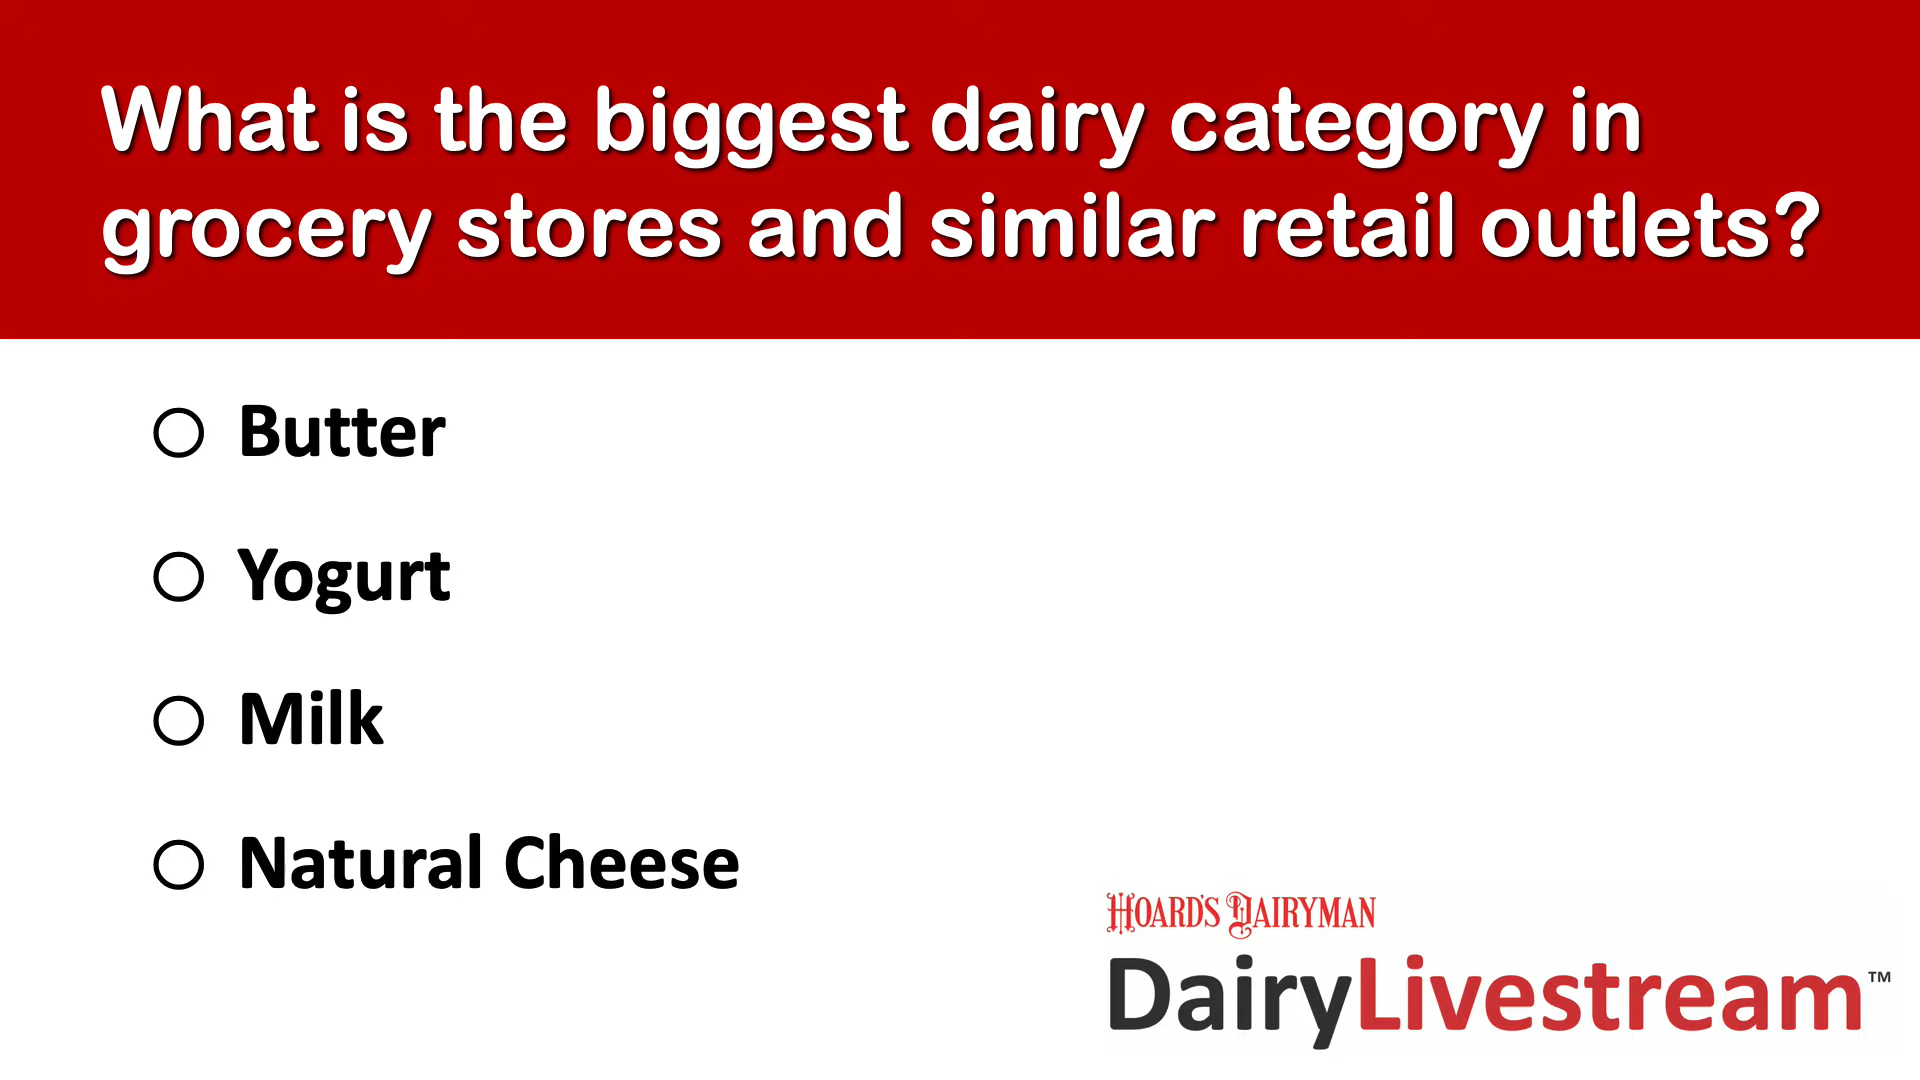 What is the biggest dairy category in
grocery stores and similar retail outlets?
Butter
Yogurt
Milk
Natural Cheese
HOARD'S DAIRYMAN
DairyLivestream™